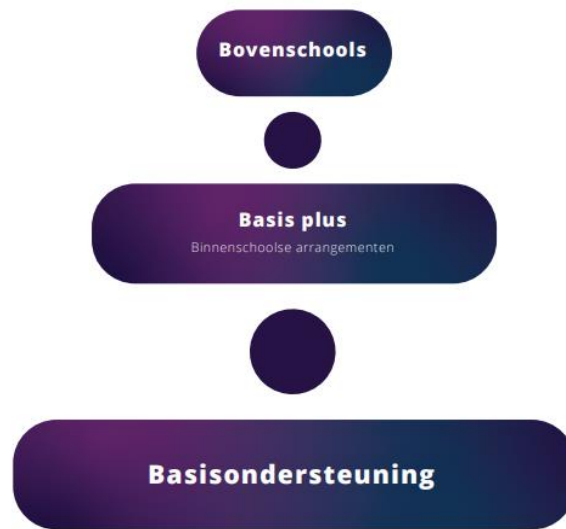 Bovenschools
Basis plus
Binnenschoolse arrangementen
Basisondersteuning